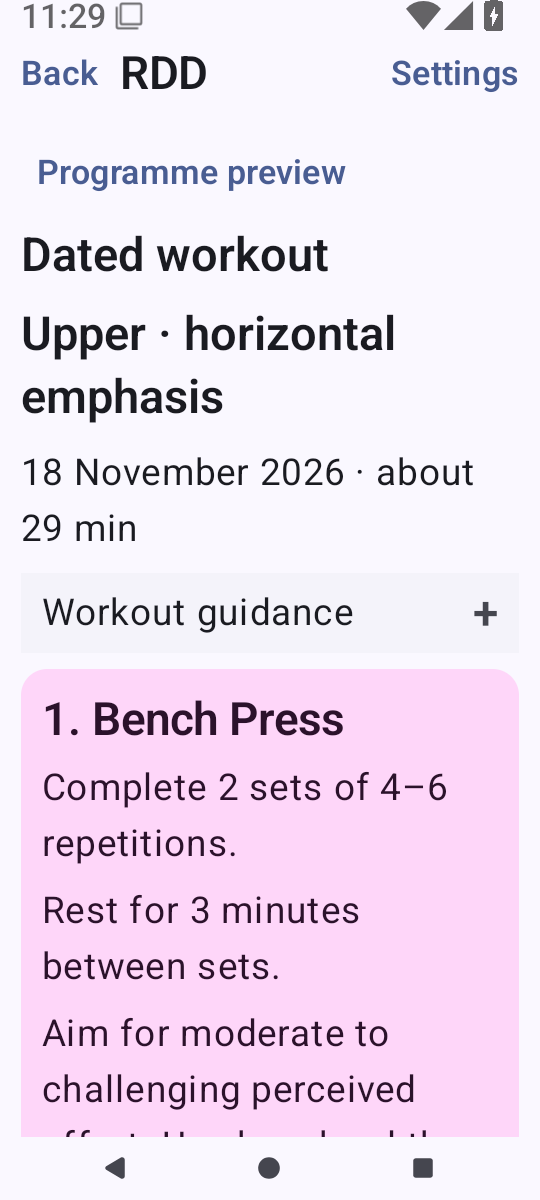 11:29
Back RDD Settings
Programme preview
Dated workout
Upper · horizontal
emphasis
18 November 2026 · about
29 min
Workout guidance +
1. Bench Press
Complete 2 sets of 4–6
repetitions.
Rest for 3 minutes
between sets.
Aim for moderate to
challenging perceived